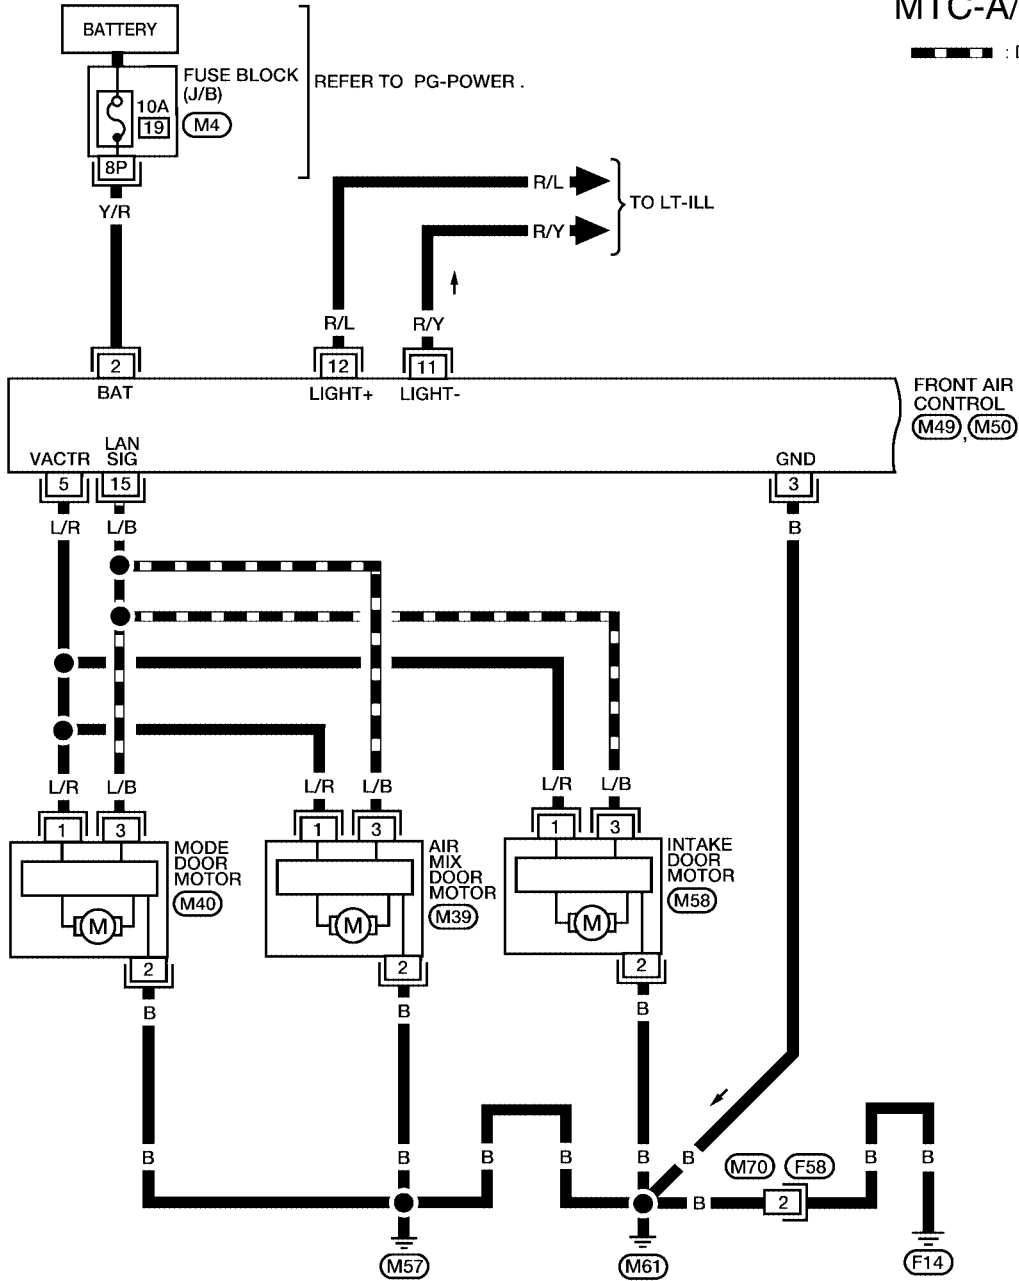 MTC-A/
BATTERY
FUSE BLOCK
(J/B)
M4
10A
19
8P
REFER TO PG-POWER .
: D
Y/R
R/L
R/Y
TO LT-ILL
R/L
R/Y
2
12
11
BAT
LIGHT+
LIGHT-
FRONT AIR
CONTROL
M49 , M50
VACTR
LAN
SIG
GND
5
15
3
L/R
L/B
B
L/R
L/B
L/R
L/B
L/R
L/B
1
3
1
3
1
3
MODE
DOOR
MOTOR
M40
AIR
MIX
DOOR
MOTOR
M39
INTAKE
DOOR
MOTOR
M58
M
M
M
2
2
2
B
B
B
B
B
B
B
B
B
B
B
M70
F58
B
2
M57
M61
F14